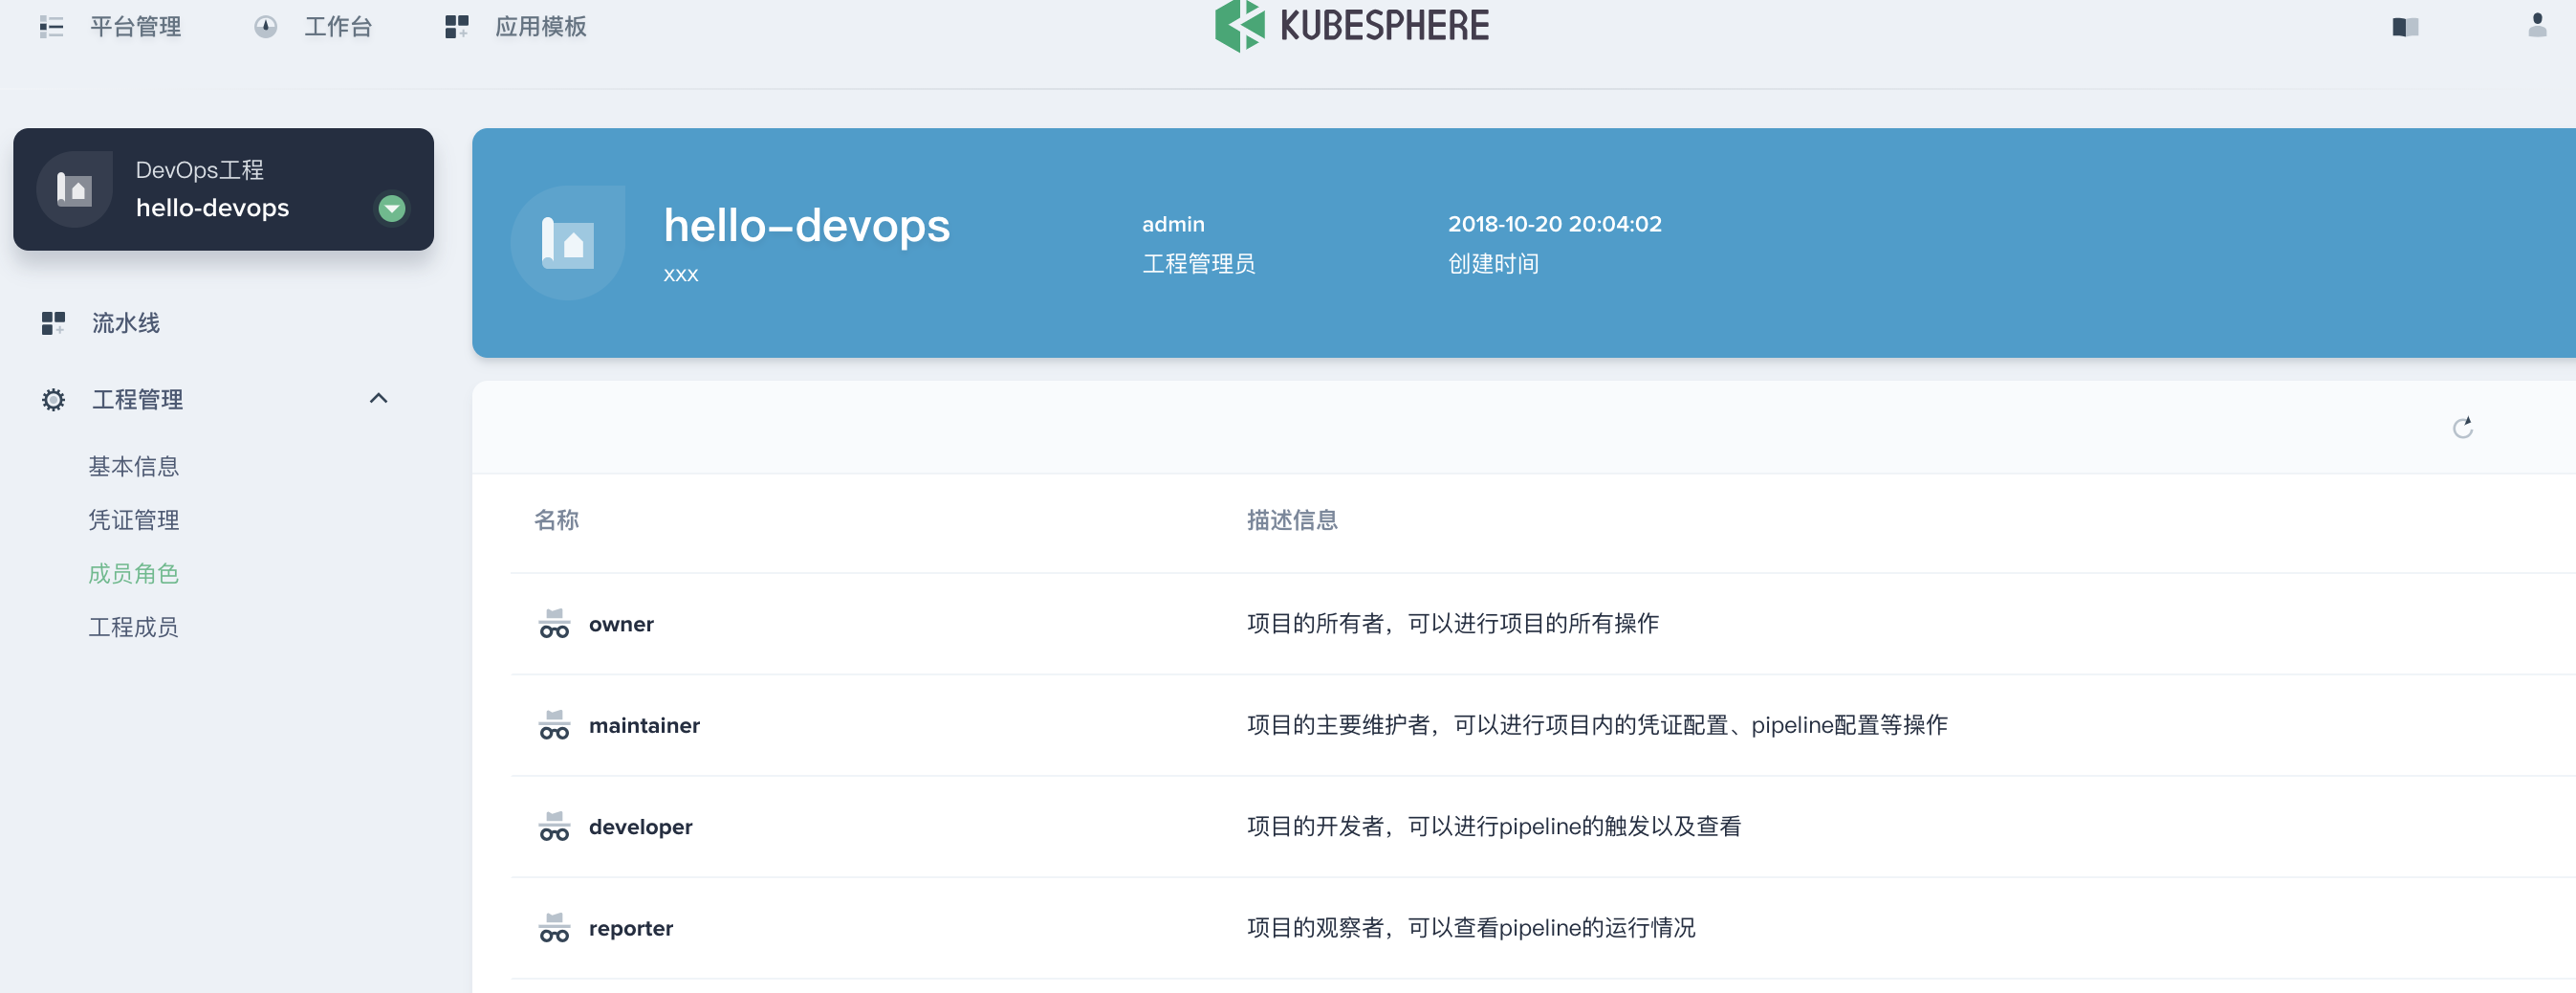 平台管理
工作台
应用模板
KUBESPHERE
DevOps工程
hello-devops
流水线
工程管理
基本信息
凭证管理
成员角色
工程成员
hello-devops
xxx
admin
工程管理员
2018-10-20 20:04:02
创建时间
名称 描述信息
owner 项目的所有者，可以进行项目的所有操作
maintainer 项目的主要维护者，可以进行项目内的凭证配置、pipeline配置等操作
developer 项目的开发者，可以进行pipeline的触发以及查看
reporter 项目的观察者，可以查看pipeline的运行情况